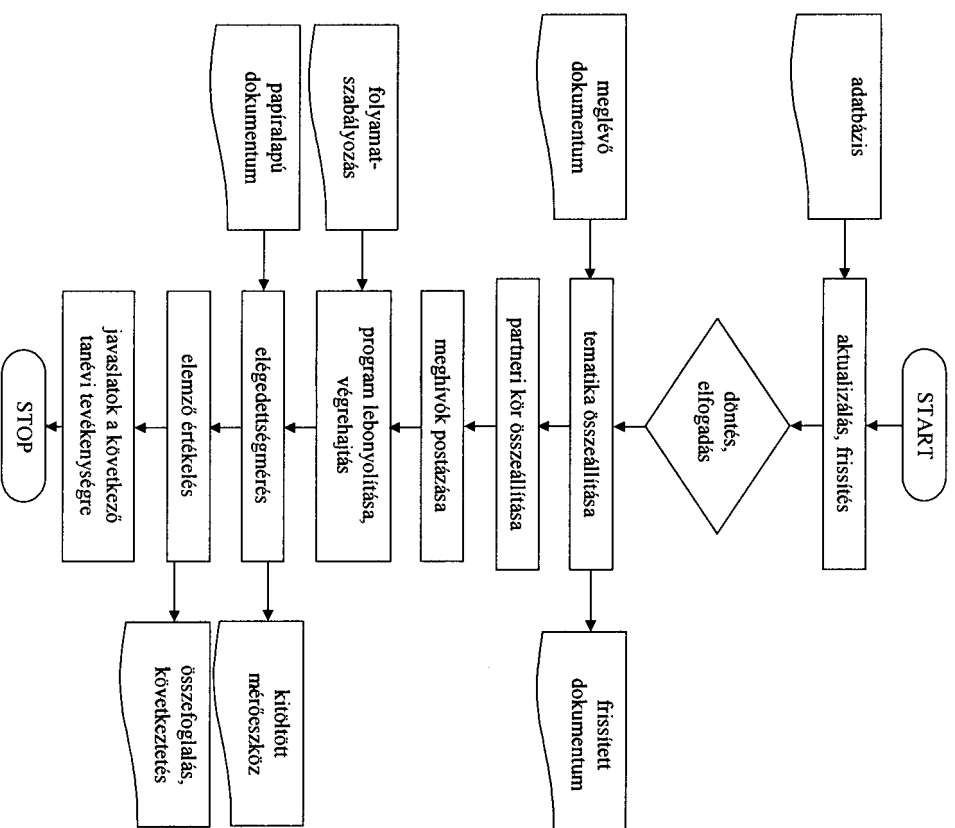 START
adatbázis
aktualizálás, frissítés
döntés,
elfogadás
meglévő
dokumentum
tematika összeállítása
frissített
dokumentum
partneri kör összeállítása
meghívók postázása
folyamat-
szabályozás
program lebonyolítása,
végrehajtás
papíralapú
dokumentum
elégedettségmérés
kitöltött
mérőeszköz
elemző értékelés
összefoglalás,
következtetés
javaslatok a következő
tanévi tevékenységre
STOP